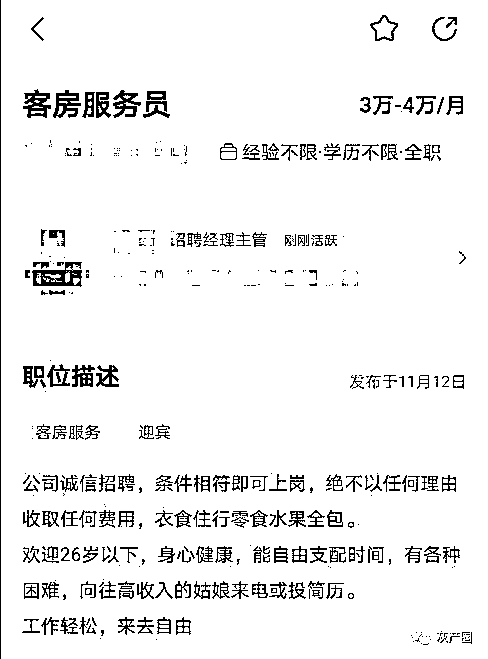 客房服务员
3万-4万/月
经验不限·学历不限·全职
招聘经理主管 刚刚活跃
职位描述
发布于11月12日
客房服务 迎宾
公司诚信招聘，条件相符即可上岗，绝不以任何理由
收取任何费用，衣食住行零食水果全包。
欢迎26岁以下，身心健康，能自由支配时间，有各种
困难，向往高收入的姑娘来电或投简历。
工作轻松，来去自由
灰产圈